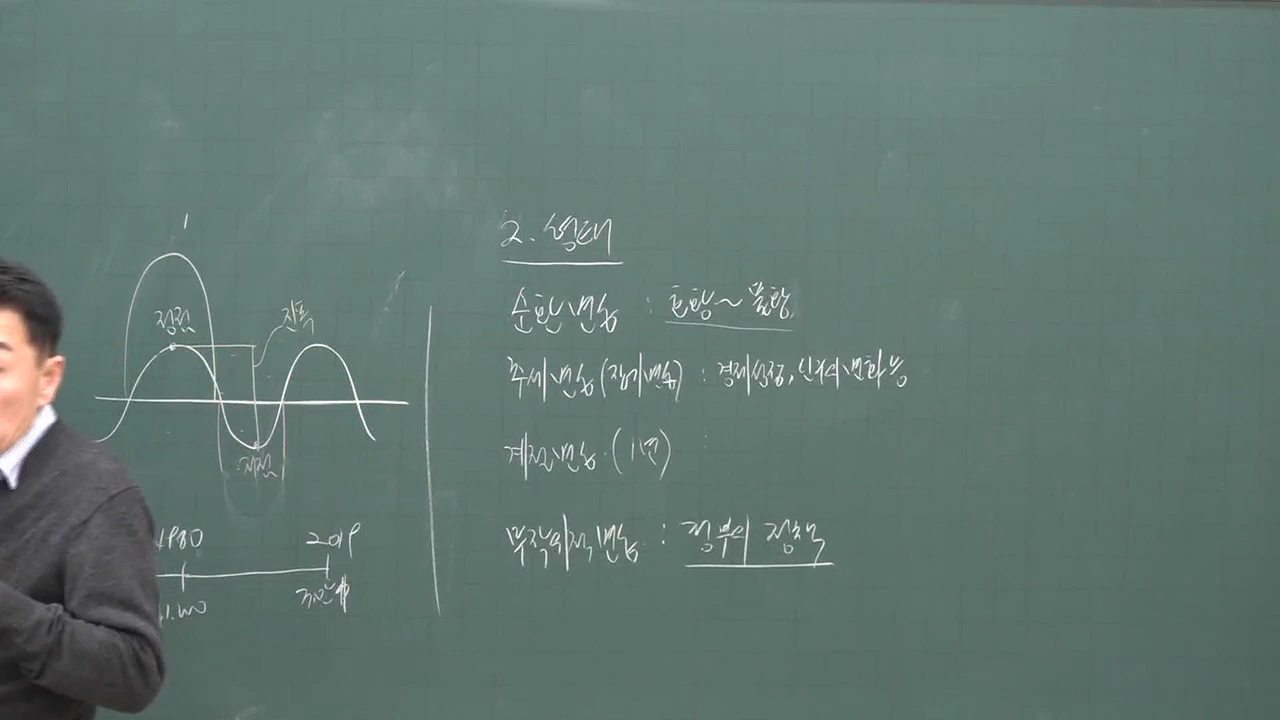 정점
진폭
저점
1980
2019
2. 형태
순환변동 : 호황~불황
추세변동(장기변동) : 경제성장, 인구의 변화 등
계절변동 (1년) :
무작위적 변동 : 정부의 정책